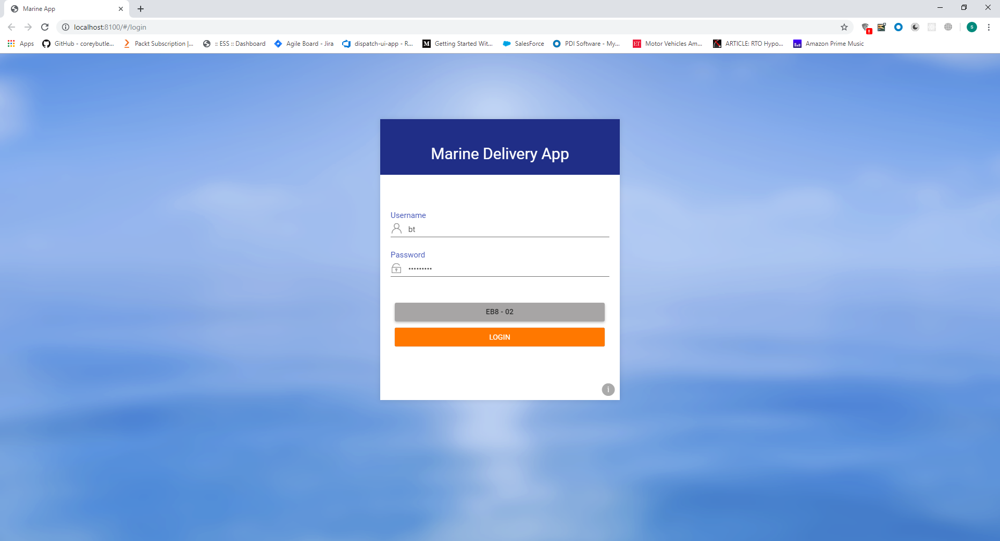 Marine App
localhost:8100/#/login
Apps GitHub - coreybutle... Packt Subscription |... :: ESS :: Dashboard Agile Board - Jira dispatch-ui-app - R... M Getting Started Wit... SalesForce PDI Software - My... ET Motor Vehicles Am... ARTICLE: RTO Hypo... Amazon Prime Music
Marine Delivery App
Username
bt
Password
•••••••••
EB8 - 02
LOGIN
i